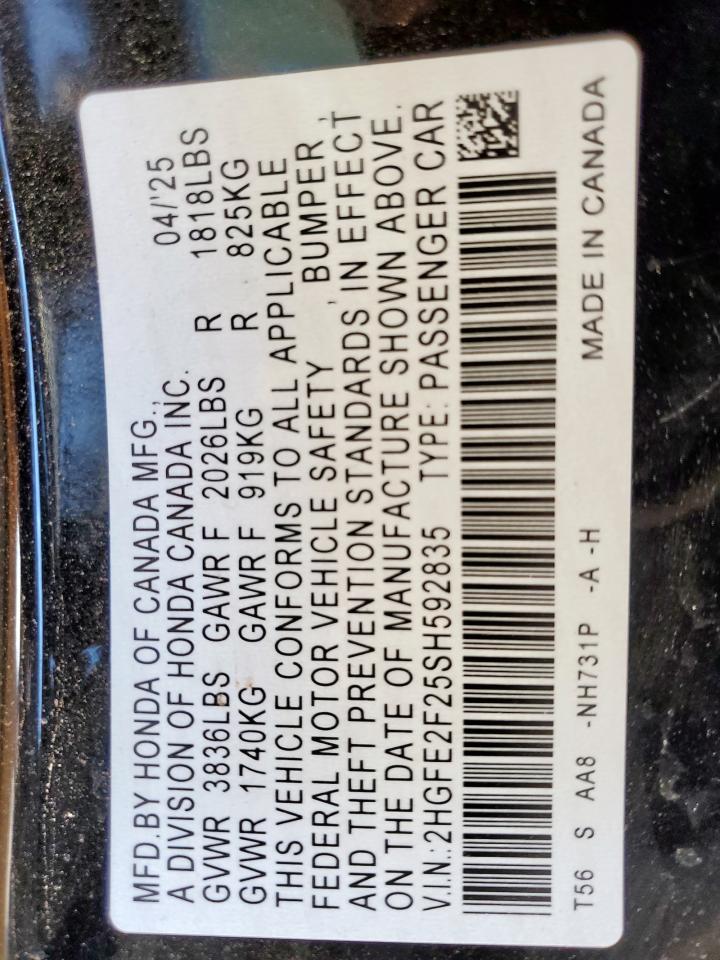 MFD.BY HONDA OF CANADA MFG.,
A DIVISION OF HONDA CANADA INC. 04/'25
GVWR 3836LBS GAWR F 2026LBS R 1818LBS
GVWR 1740KG GAWR F 919KG R 825KG
THIS VEHICLE CONFORMS TO ALL APPLICABLE
FEDERAL MOTOR VEHICLE SAFETY , BUMPER ,
AND THEFT PREVENTION STANDARDS IN EFFECT
ON THE DATE OF MANUFACTURE SHOWN ABOVE.
V.I.N.:2HGFE2F25SH592835 TYPE: PASSENGER CAR
T56 S AA8 -NH731P -A -H MADE IN CANADA